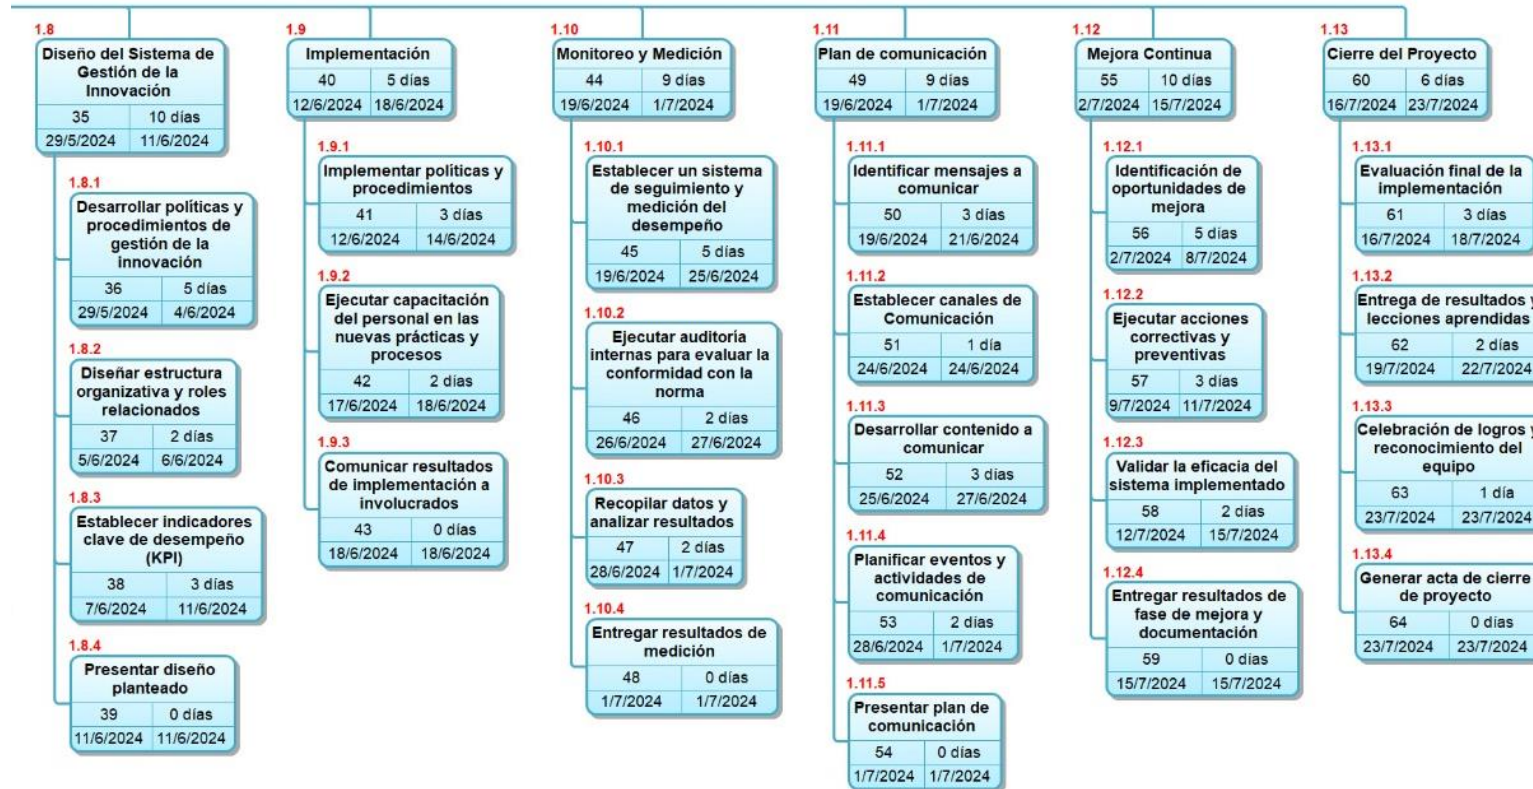 1.8
Diseño del Sistema de
Gestión de la
Innovación
35 10 días
29/5/2024 11/6/2024
1.8.1
Desarrollar políticas y
procedimientos de
gestión de la
innovación
36 5 días
29/5/2024 4/6/2024
1.8.2
Diseñar estructura
organizativa y roles
relacionados
37 2 días
5/6/2024 6/6/2024
1.8.3
Establecer indicadores
clave de desempeño
(KPI)
38 3 días
7/6/2024 11/6/2024
1.8.4
Presentar diseño
planteado
39 0 días
11/6/2024 11/6/2024
1.9
Implementación
40 5 días
12/6/2024 18/6/2024
1.9.1
Implementar políticas y
procedimientos
41 3 días
12/6/2024 14/6/2024
1.9.2
Ejecutar capacitación
del personal en las
nuevas prácticas y
procesos
42 2 días
17/6/2024 18/6/2024
1.9.3
Comunicar resultados
de implementación a
involucrados
43 0 días
18/6/2024 18/6/2024
1.10
Monitoreo y Medición
44 9 días
19/6/2024 1/7/2024
1.10.1
Establecer un sistema
de seguimiento y
medición del
desempeño
45 5 días
19/6/2024 25/6/2024
1.10.2
Ejecutar auditoría
internas para evaluar la
conformidad con la
norma
46 2 días
26/6/2024 27/6/2024
1.10.3
Recopilar datos y
analizar resultados
47 2 días
28/6/2024 1/7/2024
1.10.4
Entregar resultados de
medición
48 0 días
1/7/2024 1/7/2024
1.11
Plan de comunicación
49 9 días
19/6/2024 1/7/2024
1.11.1
Identificar mensajes a
comunicar
50 3 días
19/6/2024 21/6/2024
1.11.2
Establecer canales de
Comunicación
51 1 día
24/6/2024 24/6/2024
1.11.3
Desarrollar contenido a
comunicar
52 3 días
25/6/2024 27/6/2024
1.11.4
Planificar eventos y
actividades de
comunicación
53 2 días
28/6/2024 1/7/2024
1.11.5
Presentar plan de
comunicación
54 0 días
1/7/2024 1/7/2024
1.12
Mejora Continua
55 10 días
2/7/2024 15/7/2024
1.12.1
Identificación de
oportunidades de
mejora
56 5 días
2/7/2024 8/7/2024
1.12.2
Ejecutar acciones
correctivas y
preventivas
57 3 días
9/7/2024 11/7/2024
1.12.3
Validar la eficacia del
sistema implementado
58 2 días
12/7/2024 15/7/2024
1.12.4
Entregar resultados de
fase de mejora y
documentación
59 0 días
15/7/2024 15/7/2024
1.13
Cierre del Proyecto
60 6 días
16/7/2024 23/7/2024
1.13.1
Evaluación final de la
implementación
61 3 días
16/7/2024 18/7/2024
1.13.2
Entrega de resultados y
lecciones aprendidas
62 2 días
19/7/2024 22/7/2024
1.13.3
Celebración de logros y
reconocimiento del
equipo
63 1 día
23/7/2024 23/7/2024
1.13.4
Generar acta de cierre
de proyecto
64 0 días
23/7/2024 23/7/2024